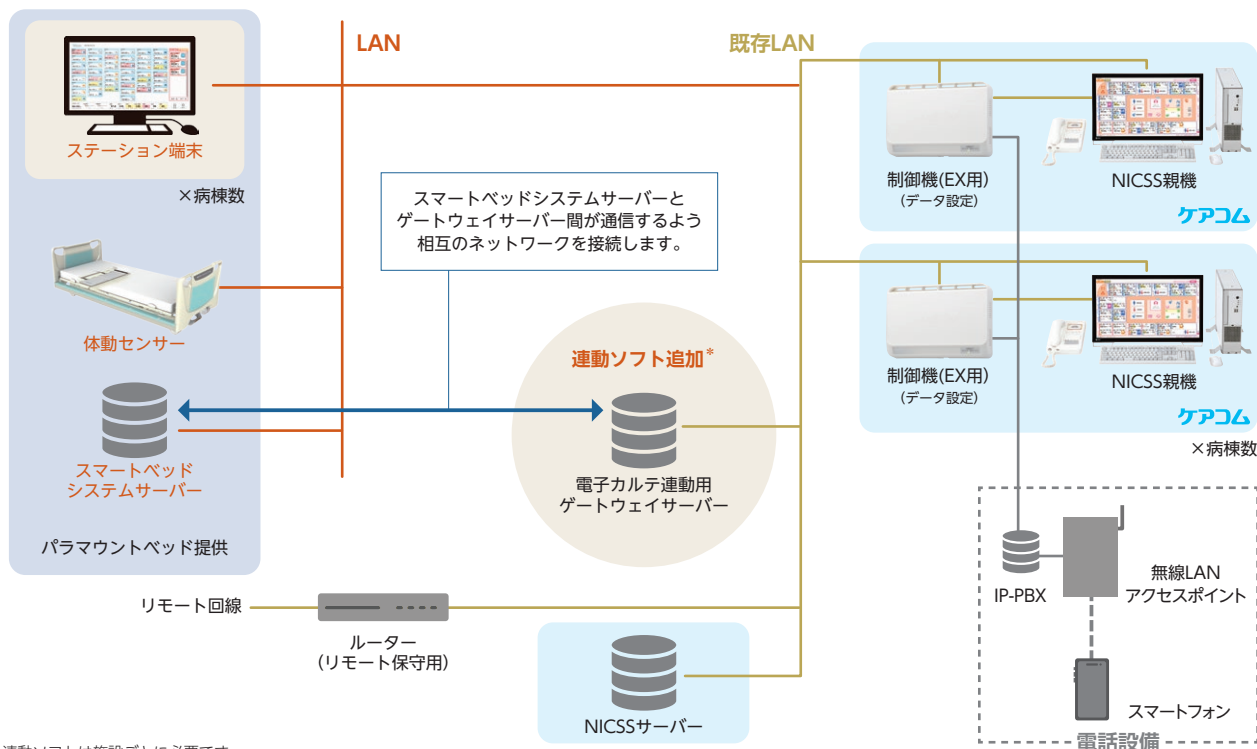 LAN
既存LAN
ステーション端末
×病棟数
体動センサー
スマートベッド
システムサーバー
パラマウントベッド提供
スマートベッドシステムサーバーと
ゲートウェイサーバー間が通信するよう
相互のネットワークを接続します。
連動ソフト追加*
電子カルテ連動用
ゲートウェイサーバー
制御機(EX用)
(データ設定)
NICSS親機
ケアコム
制御機(EX用)
(データ設定)
NICSS親機
ケアコム
×病棟数
リモート回線
ルーター
(リモート保守用)
NICSSサーバー
IP-PBX
無線LAN
アクセスポイント
スマートフォン
電話設備